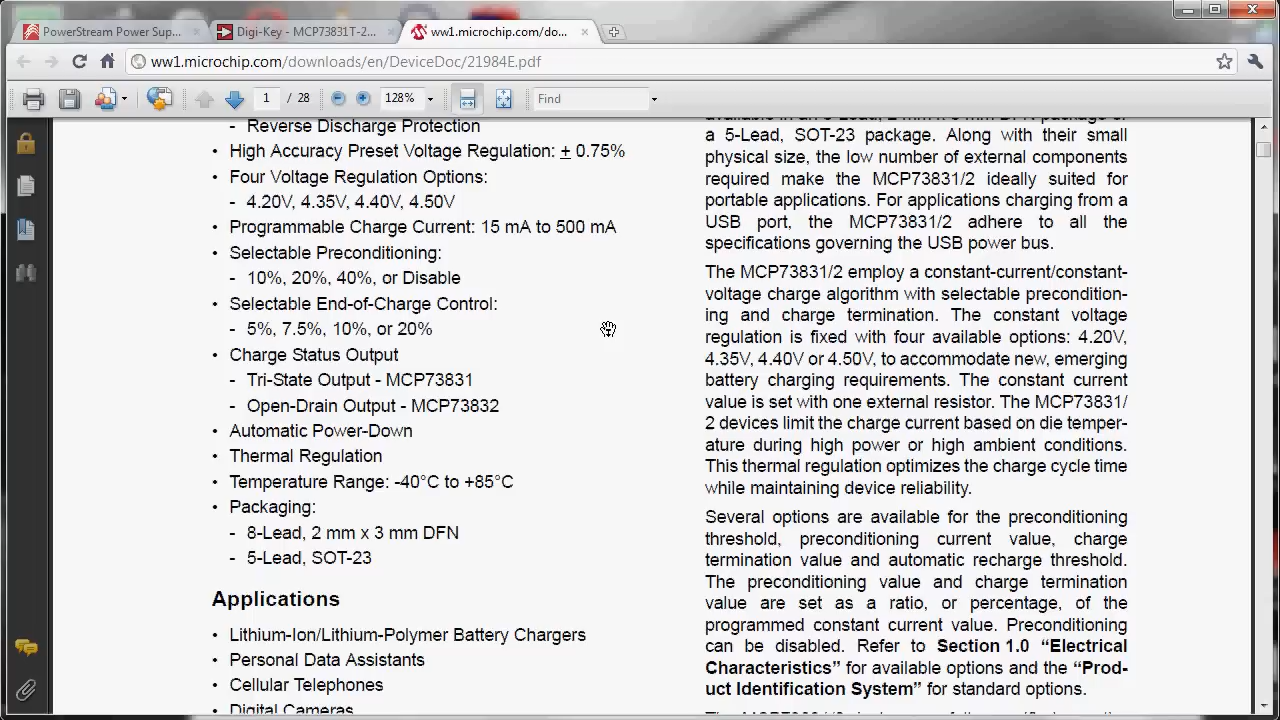 PowerStream Power Sup...
Digi-Key - MCP73831T-2...
ww1.microchip.com/do...
ww1.microchip.com/downloads/en/DeviceDoc/21984E.pdf
1 / 28
128%
Find
- Reverse Discharge Protection
• High Accuracy Preset Voltage Regulation: + 0.75%
• Four Voltage Regulation Options:
- 4.20V, 4.35V, 4.40V, 4.50V
• Programmable Charge Current: 15 mA to 500 mA
• Selectable Preconditioning:
- 10%, 20%, 40%, or Disable
• Selectable End-of-Charge Control:
- 5%, 7.5%, 10%, or 20%
• Charge Status Output
- Tri-State Output - MCP73831
- Open-Drain Output - MCP73832
• Automatic Power-Down
• Thermal Regulation
• Temperature Range: -40°C to +85°C
• Packaging:
- 8-Lead, 2 mm x 3 mm DFN
- 5-Lead, SOT-23
Applications
• Lithium-Ion/Lithium-Polymer Battery Chargers
• Personal Data Assistants
• Cellular Telephones
• Digital Cameras
available in an 8-Lead, 2 mm x 3 mm DFN package or
a 5-Lead, SOT-23 package. Along with their small
physical size, the low number of external components
required make the MCP73831/2 ideally suited for
portable applications. For applications charging from a
USB port, the MCP73831/2 adhere to all the
specifications governing the USB power bus.
The MCP73831/2 employ a constant-current/constant-
voltage charge algorithm with selectable precondition-
ing and charge termination. The constant voltage
regulation is fixed with four available options: 4.20V,
4.35V, 4.40V or 4.50V, to accommodate new, emerging
battery charging requirements. The constant current
value is set with one external resistor. The MCP73831/
2 devices limit the charge current based on die temper-
ature during high power or high ambient conditions.
This thermal regulation optimizes the charge cycle time
while maintaining device reliability.
Several options are available for the preconditioning
threshold, preconditioning current value, charge
termination value and automatic recharge threshold.
The preconditioning value and charge termination
value are set as a ratio, or percentage, of the
programmed constant current value. Preconditioning
can be disabled. Refer to Section 1.0 “Electrical
Characteristics” for available options and the “Prod-
uct Identification System” for standard options.